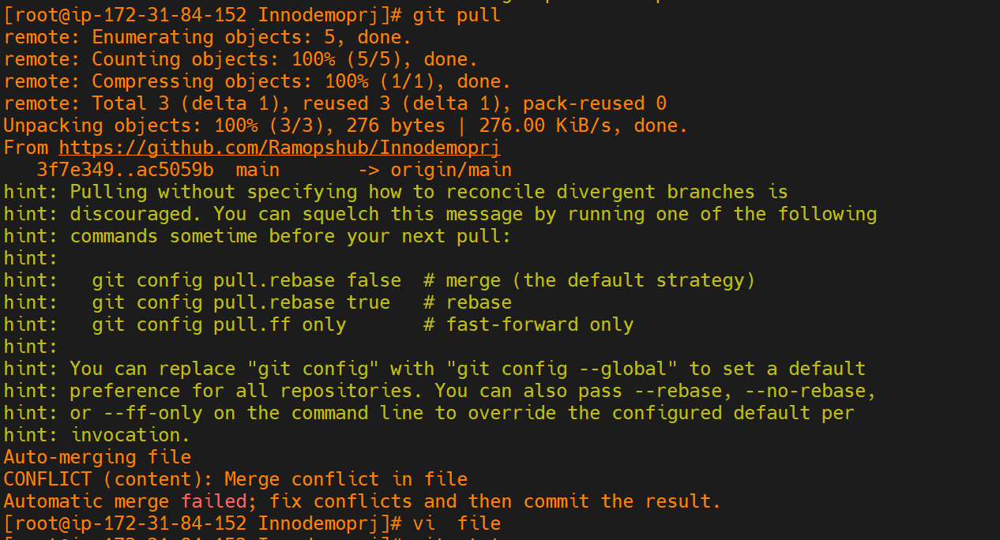 [root@ip-172-31-84-152 Innodemoprj]# git pull
remote: Enumerating objects: 5, done.
remote: Counting objects: 100% (5/5), done.
remote: Compressing objects: 100% (1/1), done.
remote: Total 3 (delta 1), reused 3 (delta 1), pack-reused 0
Unpacking objects: 100% (3/3), 276 bytes | 276.00 KiB/s, done.
From https://github.com/Ramopshub/Innodemoprj
   3f7e349..ac5059b  main       -> origin/main
hint: Pulling without specifying how to reconcile divergent branches is
hint: discouraged. You can squelch this message by running one of the following
hint: commands sometime before your next pull:
hint:
hint:   git config pull.rebase false  # merge (the default strategy)
hint:   git config pull.rebase true   # rebase
hint:   git config pull.ff only       # fast-forward only
hint:
hint: You can replace "git config" with "git config --global" to set a default
hint: preference for all repositories. You can also pass --rebase, --no-rebase,
hint: or --ff-only on the command line to override the configured default per
hint: invocation.
Auto-merging file
CONFLICT (content): Merge conflict in file
Automatic merge failed; fix conflicts and then commit the result.
[root@ip-172-31-84-152 Innodemoprj]# vi  file